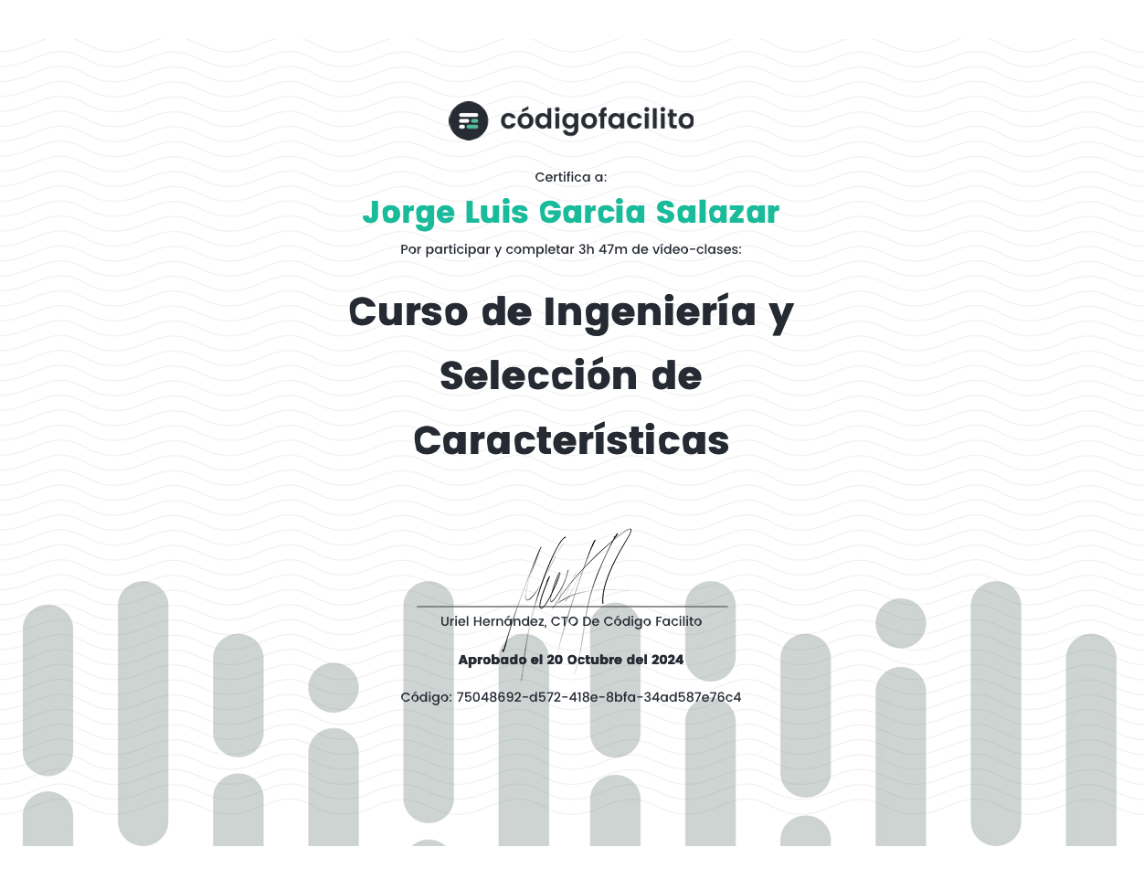 códigofacilito
Certifica a:
Jorge Luis Garcia Salazar
Por participar y completar 3h 47m de vídeo-clases:
Curso de Ingeniería y
Selección de
Características
Uriel Hernández, CTO De Código Facilito
Aprobado el 20 Octubre del 2024
Código: 75048692-d572-418e-8bfa-34ad587e76c4